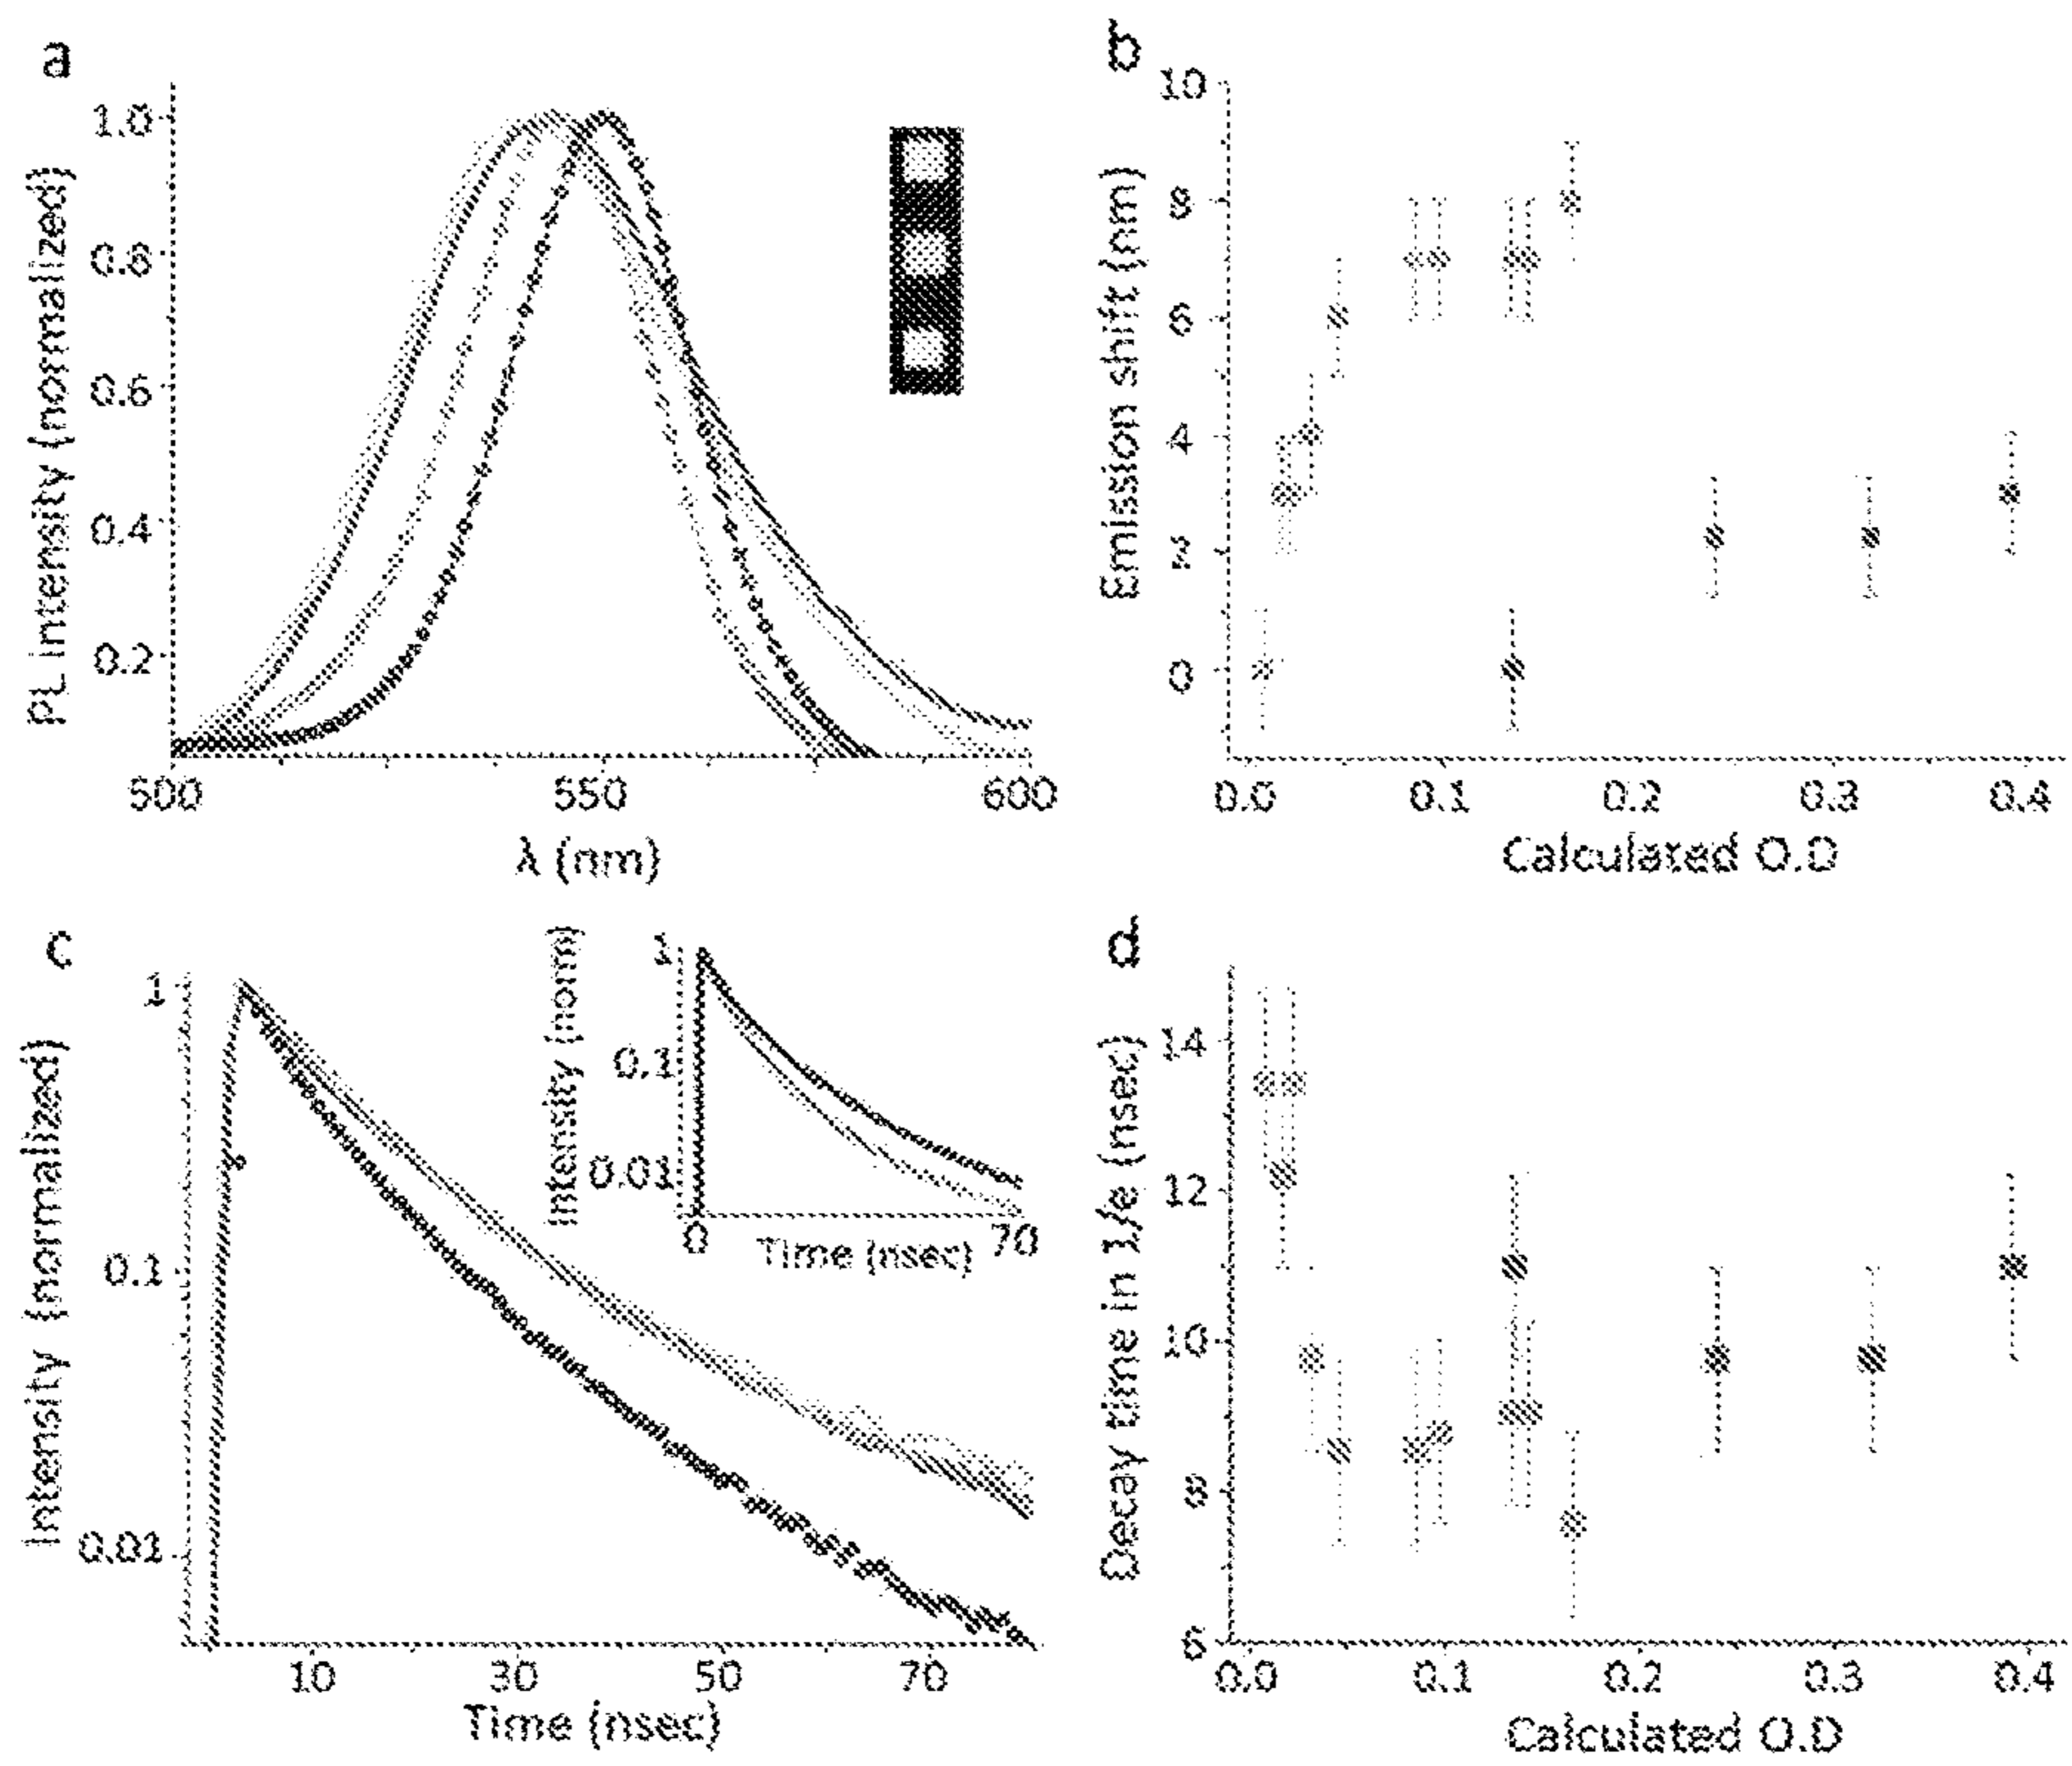 a
PL intensity (normalized)
1.0
0.8
0.6
0.4
0.2
500 550 600
λ (nm)
b
Emission shift (nm)
10
8
6
4
2
0
0.0 0.1 0.2 0.3 0.4
Calculated O.D
c
Intensity (normalized)
1
0.1
0.01
10 30 50 70
Time (nsec)
Intensity (norm)
1
0.1
0.01
0 70
Time (nsec)
d
Decay time in 1/e (nsec)
14
12
10
8
6
0.0 0.1 0.2 0.3 0.4
Calculated O.D